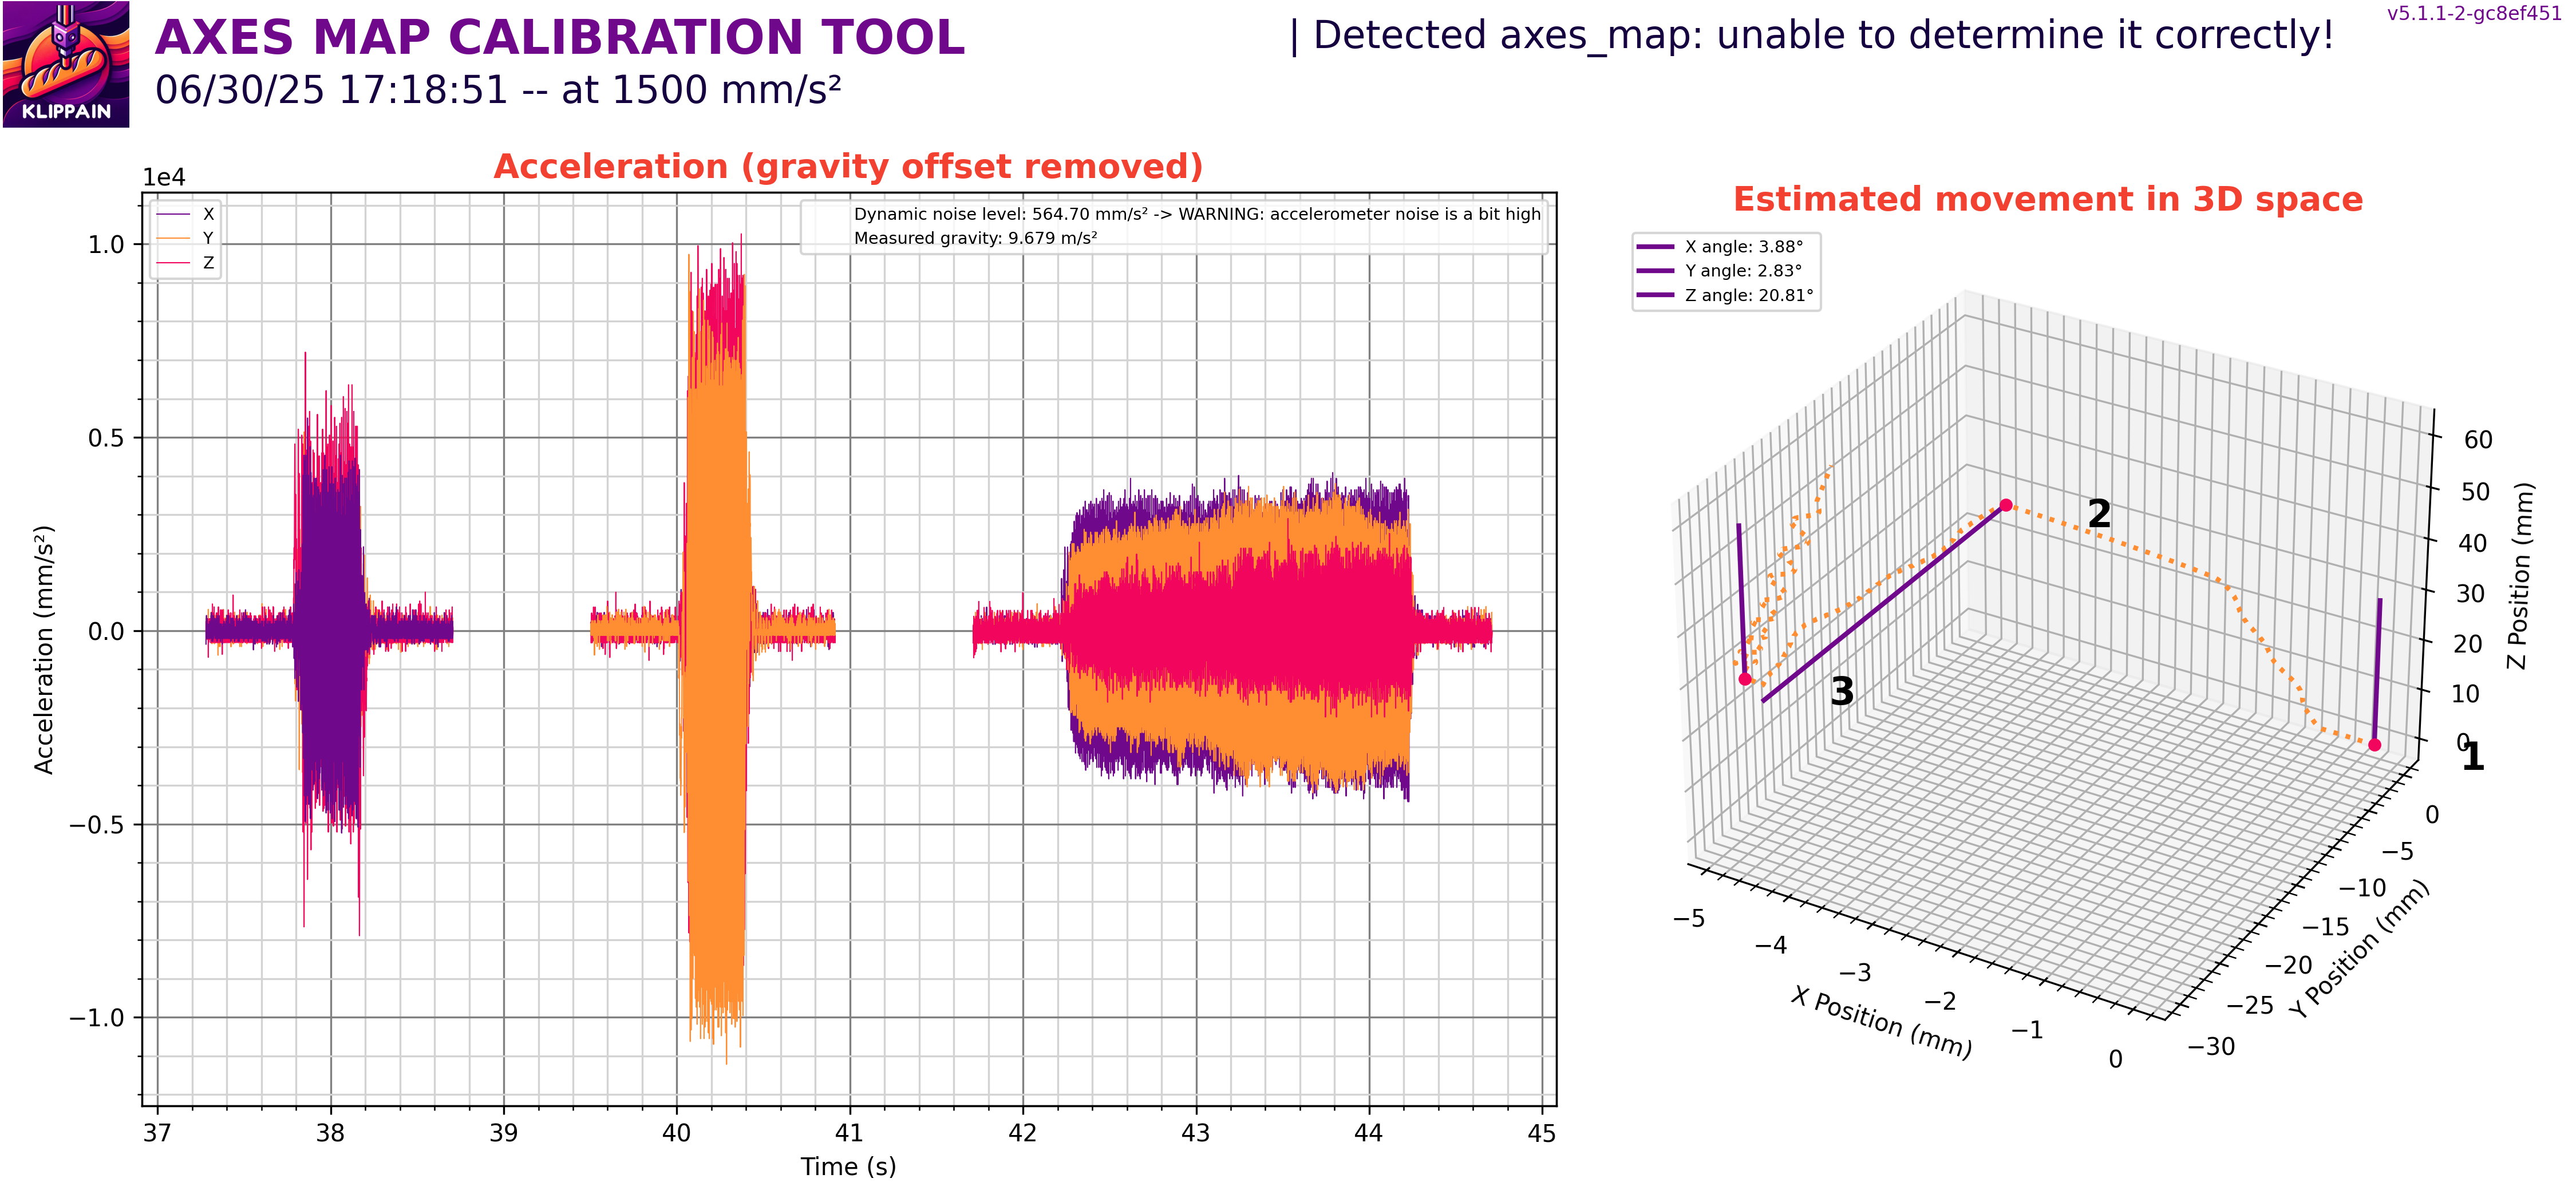 KLIPPAIN
AXES MAP CALIBRATION TOOL
06/30/25 17:18:51 -- at 1500 mm/s²
| Detected axes_map: unable to determine it correctly!
v5.1.1-2-gc8ef451
Acceleration (gravity offset removed)
1e4
X
Y
Z
Dynamic noise level: 564.70 mm/s² -> WARNING: accelerometer noise is a bit high
Measured gravity: 9.679 m/s²
1.0
0.5
0.0
−0.5
−1.0
Acceleration (mm/s²)
37 38 39 40 41 42 43 44 45
Time (s)
Estimated movement in 3D space
X angle: 3.88°
Y angle: 2.83°
Z angle: 20.81°
2
3
1
60
50
40
30
20
10
0
Z Position (mm)
0
−5
−10
−15
−20
−25
−30
Y Position (mm)
−5
−4
−3
−2
−1
0
X Position (mm)